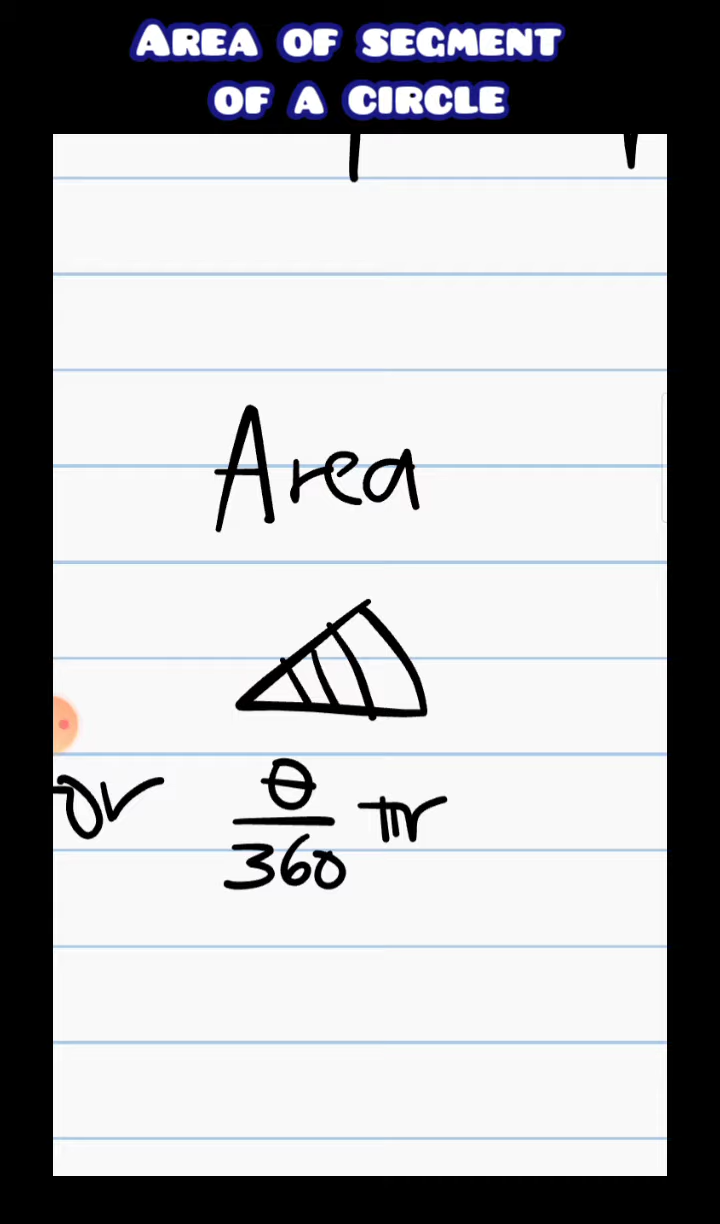 AREA OF SEGMENT
OF A CIRCLE
Area
or θ/360 πr